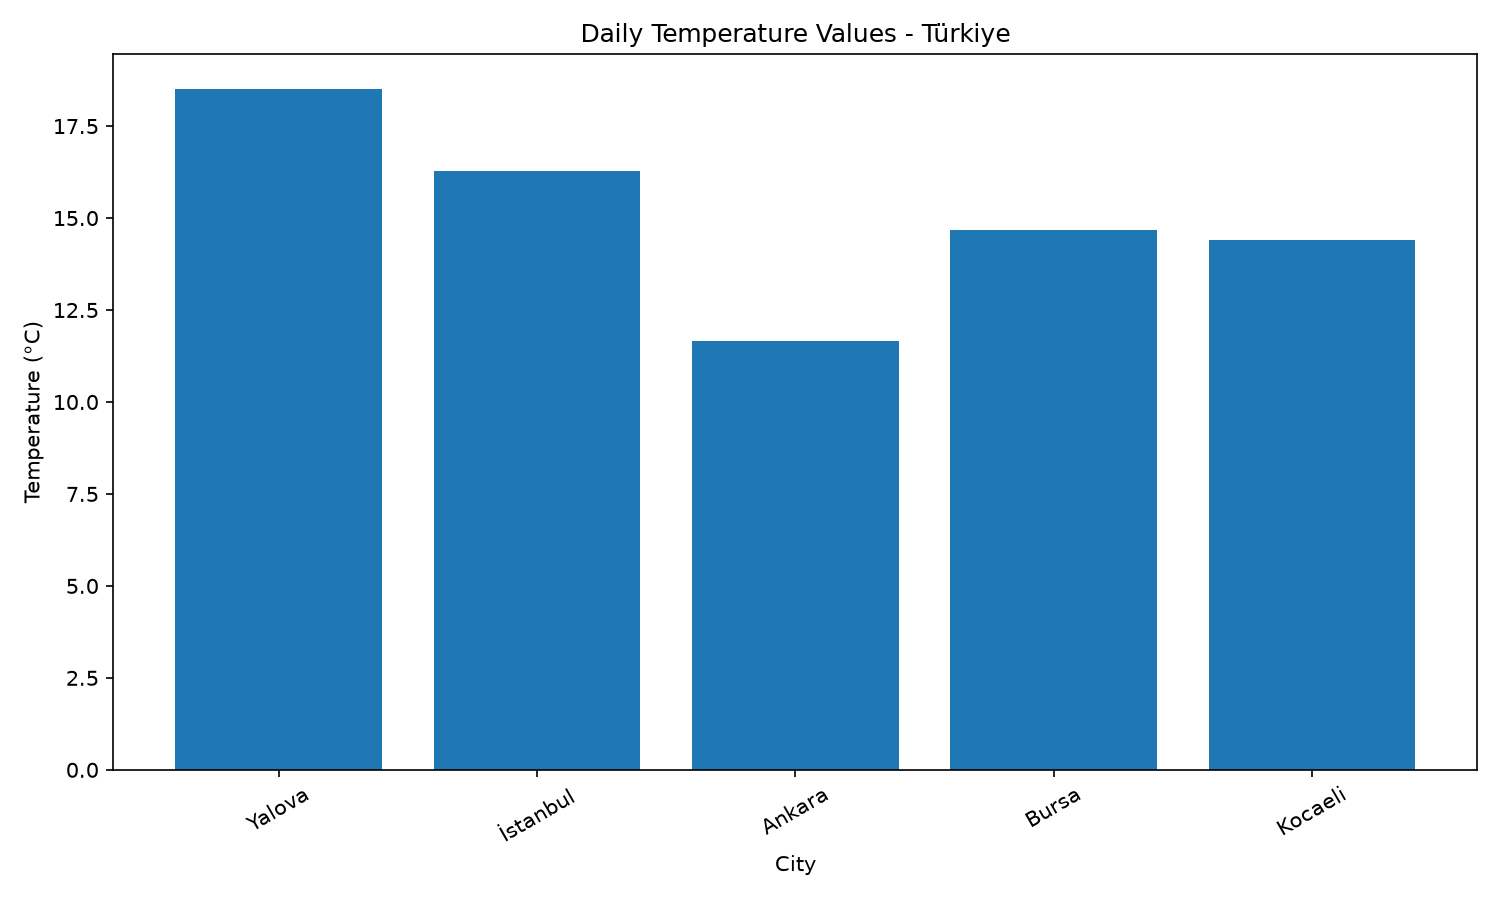 Daily Temperature Values - Türkiye
Temperature (°C)
17.5
15.0
12.5
10.0
7.5
5.0
2.5
0.0
Yalova
İstanbul
Ankara
Bursa
Kocaeli
City